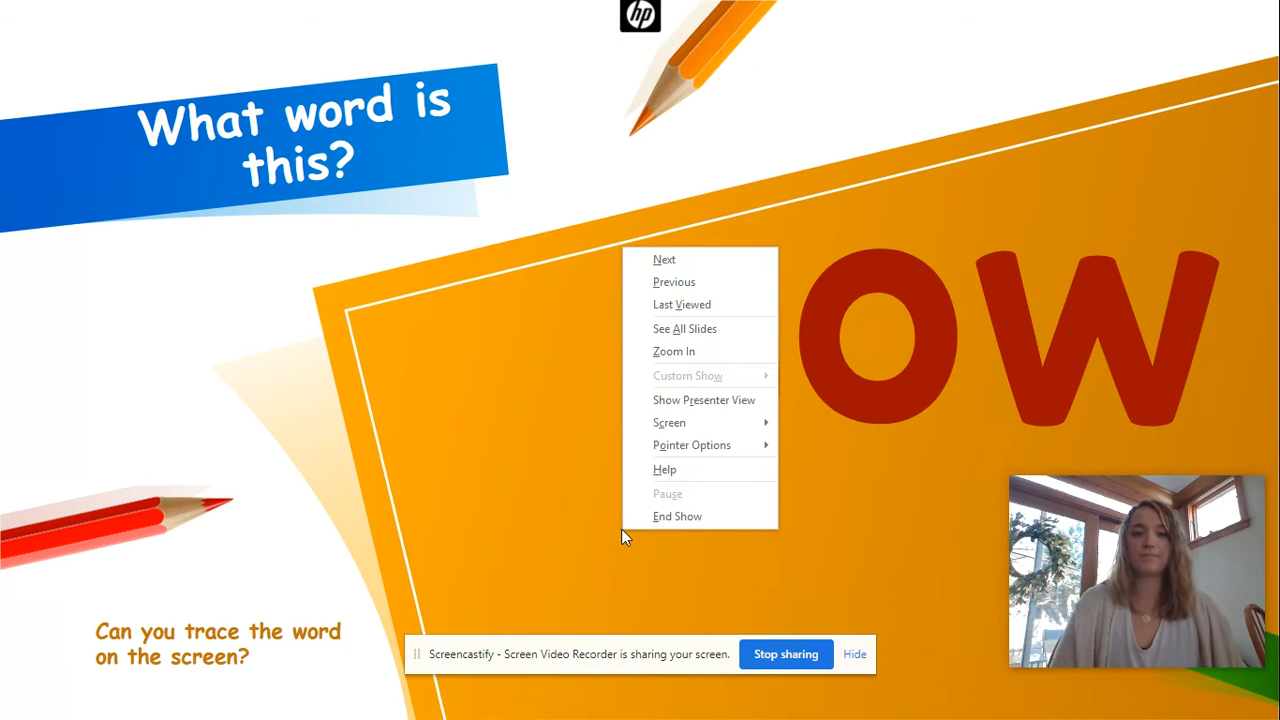 hp
What word is
this?
Next
Previous
Last Viewed
See All Slides
Zoom In
Custom Show
Show Presenter View
Screen
Pointer Options
Help
Pause
End Show
ow
Can you trace the word
on the screen?
Screencastify - Screen Video Recorder is sharing your screen.
Stop sharing
Hide